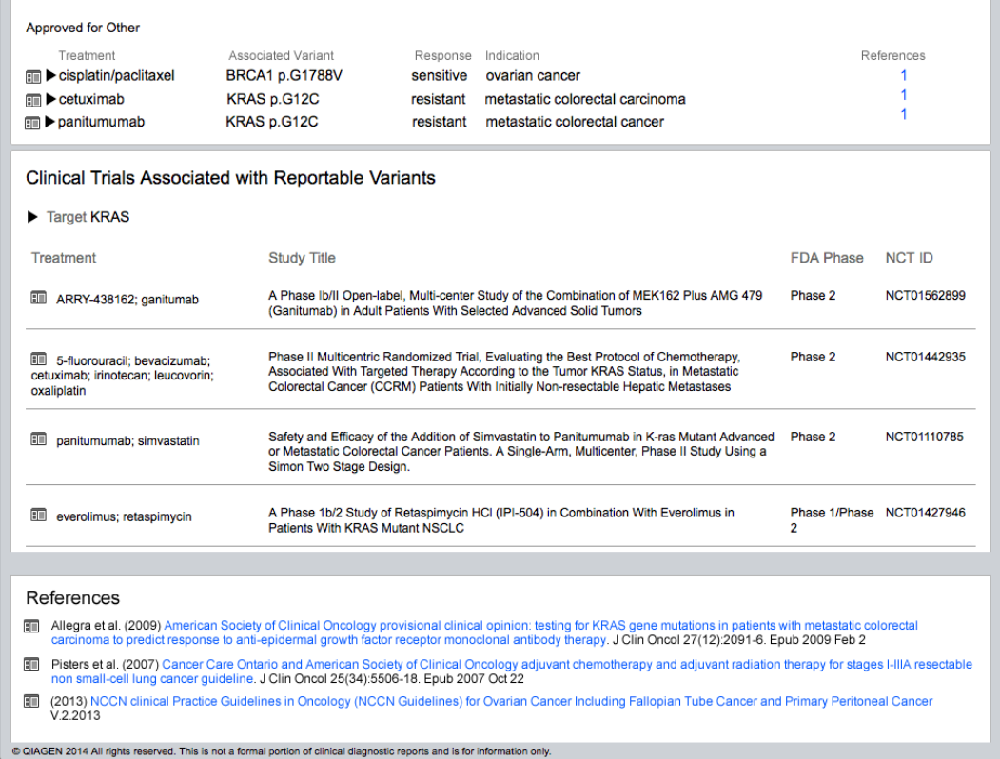 Approved for Other
Treatment Associated Variant Response Indication References
cisplatin/paclitaxel BRCA1 p.G1788V sensitive ovarian cancer 1
cetuximab KRAS p.G12C resistant metastatic colorectal carcinoma 1
panitumumab KRAS p.G12C resistant metastatic colorectal cancer 1
Clinical Trials Associated with Reportable Variants
Target KRAS
Treatment Study Title FDA Phase NCT ID
ARRY-438162; ganitumab A Phase Ib/II Open-label, Multi-center Study of the Combination of MEK162 Plus AMG 479 Phase 2 NCT01562899
(Ganitumab) in Adult Patients With Selected Advanced Solid Tumors
5-fluorouracil; bevacizumab; Phase II Multicentric Randomized Trial, Evaluating the Best Protocol of Chemotherapy, Phase 2 NCT01442935
cetuximab; irinotecan; leucovorin; Associated With Targeted Therapy According to the Tumor KRAS Status, in Metastatic
oxaliplatin Colorectal Cancer (CCRM) Patients With Initially Non-resectable Hepatic Metastases
panitumumab; simvastatin Safety and Efficacy of the Addition of Simvastatin to Panitumumab in K-ras Mutant Advanced Phase 2 NCT01110785
or Metastatic Colorectal Cancer Patients. A Single-Arm, Multicenter, Phase II Study Using a
Simon Two Stage Design.
everolimus; retaspimycin A Phase 1b/2 Study of Retaspimycin HCl (IPI-504) in Combination With Everolimus in Phase 1/Phase NCT01427946
Patients With KRAS Mutant NSCLC 2
References
Allegra et al. (2009) American Society of Clinical Oncology provisional clinical opinion: testing for KRAS gene mutations in patients with metastatic colorectal
carcinoma to predict response to anti-epidermal growth factor receptor monoclonal antibody therapy. J Clin Oncol 27(12):2091-6. Epub 2009 Feb 2
Pisters et al. (2007) Cancer Care Ontario and American Society of Clinical Oncology adjuvant chemotherapy and adjuvant radiation therapy for stages I-IIIA resectable
non small-cell lung cancer guideline. J Clin Oncol 25(34):5506-18. Epub 2007 Oct 22
(2013) NCCN clinical Practice Guidelines in Oncology (NCCN Guidelines) for Ovarian Cancer Including Fallopian Tube Cancer and Primary Peritoneal Cancer
V.2.2013
© QIAGEN 2014 All rights reserved. This is not a formal portion of clinical diagnostic reports and is for information only.